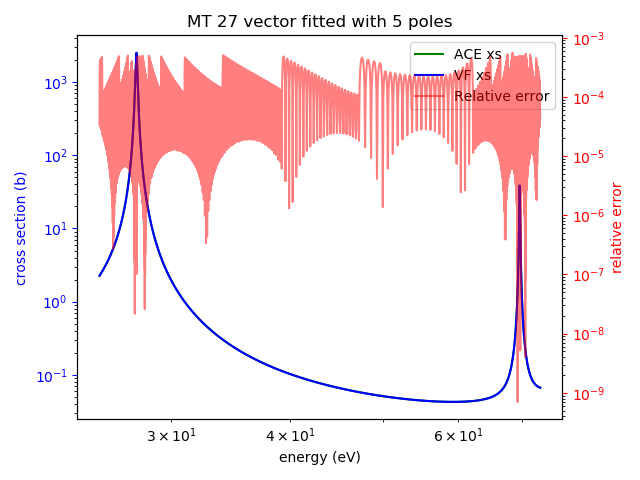 MT 27 vector fitted with 5 poles
ACE xs
VF xs
Relative error
cross section (b)
10³
10²
10¹
10⁰
10⁻¹
10⁻³
10⁻⁴
10⁻⁵
10⁻⁶
10⁻⁷
10⁻⁸
10⁻⁹
relative error
3 × 10¹
4 × 10¹
6 × 10¹
energy (eV)